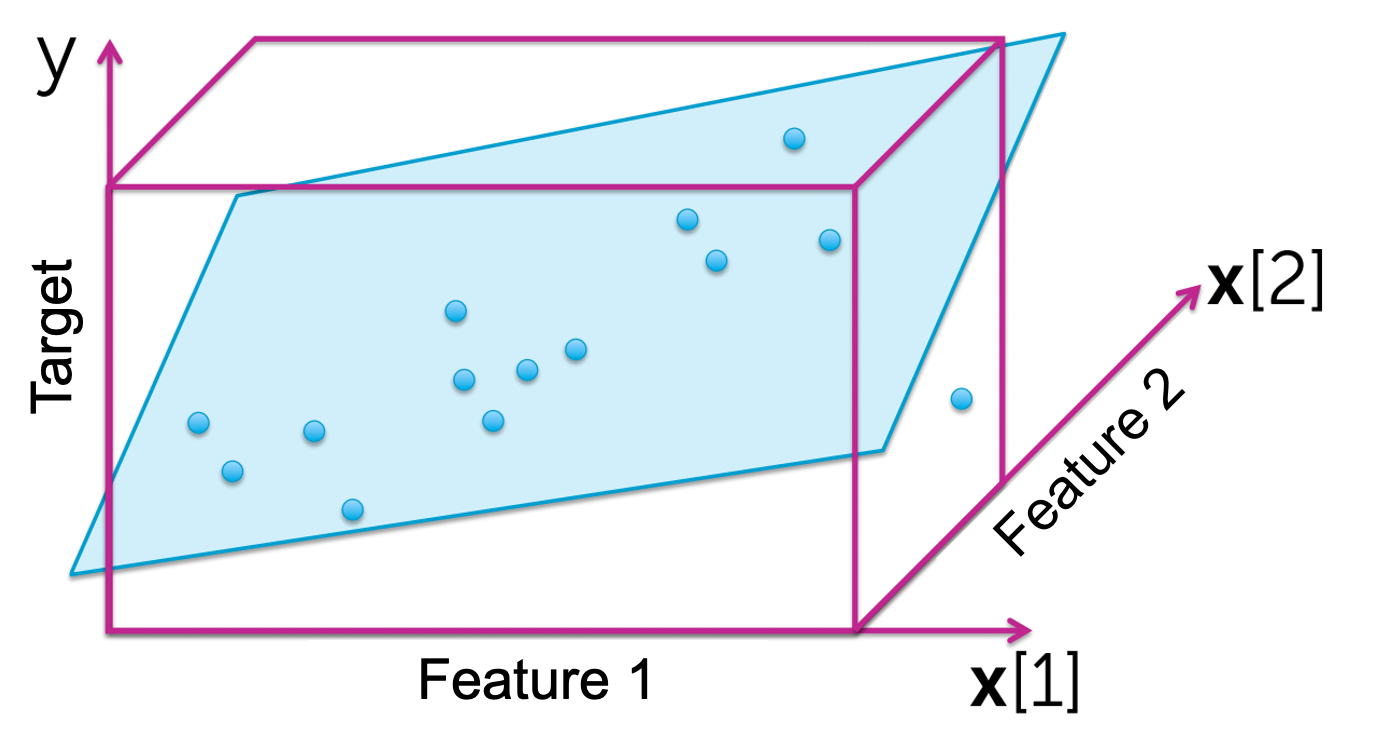 y
Target
x[2]
Feature 2
Feature 1
x[1]